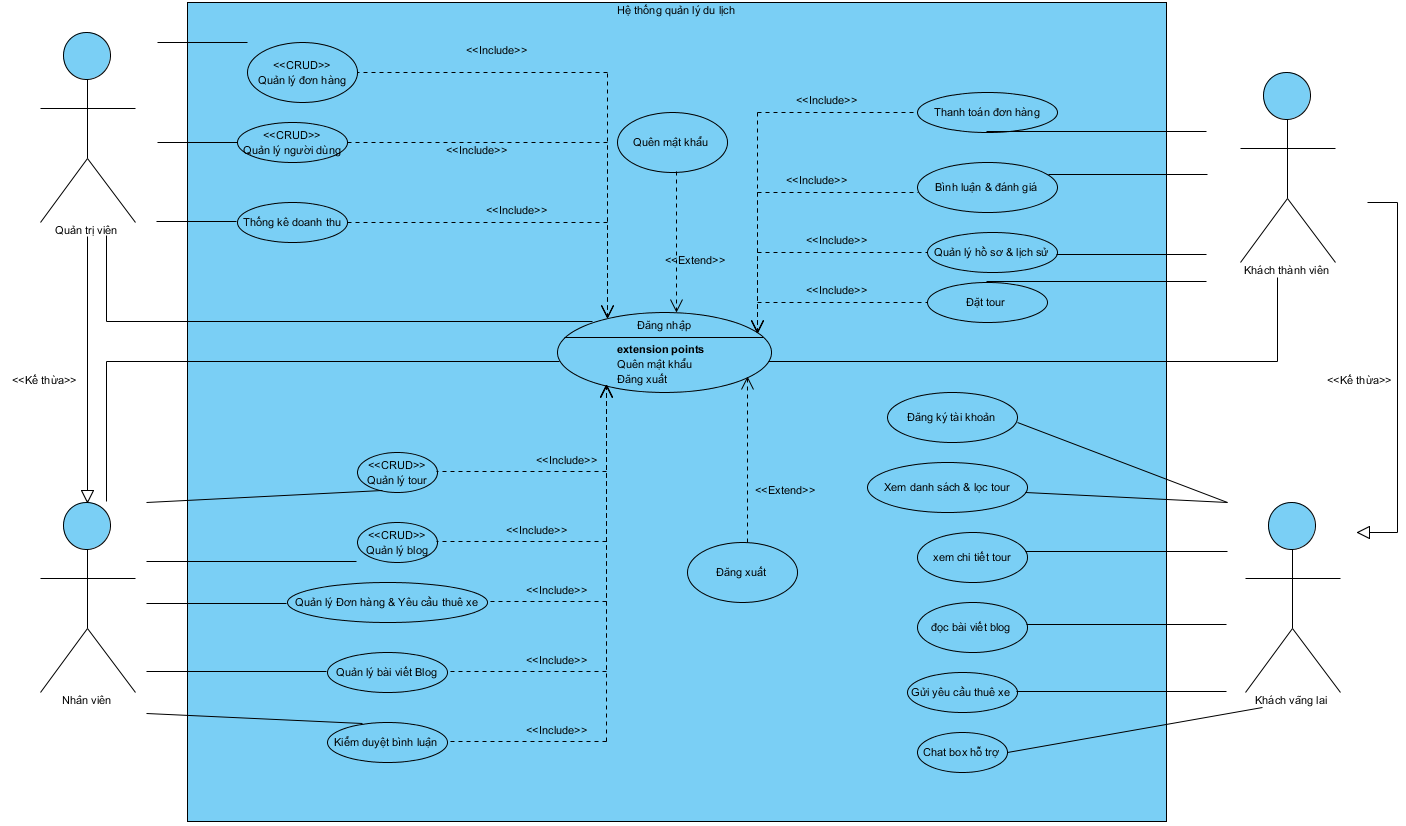 Hệ thống quản lý du lịch
<<Include>>
<<CRUD>>
Quản lý đơn hàng
<<Include>>
Thanh toán đơn hàng
<<CRUD>>
Quản lý người dùng
<<Include>>
Quên mật khẩu
<<Include>>
Bình luận & đánh giá
<<Include>>
Thống kê doanh thu
Quản trị viên
<<Include>>
Quản lý hồ sơ & lịch sử
<<Extend>>
Khách thành viên
<<Include>>
Đặt tour
Đăng nhập
extension points
Quên mật khẩu
Đăng xuất
<<Kế thừa>>
<<Kế thừa>>
Đăng ký tài khoản
<<Include>>
<<CRUD>>
Quản lý tour
Xem danh sách & lọc tour
<<Extend>>
<<Include>>
<<CRUD>>
Quản lý blog
xem chi tiết tour
Đăng xuất
<<Include>>
Quản lý Đơn hàng & Yêu cầu thuê xe
đọc bài viết blog
<<Include>>
Quản lý bài viết Blog
Gửi yêu cầu thuê xe
Nhân viên
Khách vãng lai
<<Include>>
Kiểm duyệt bình luận
Chat box hỗ trợ